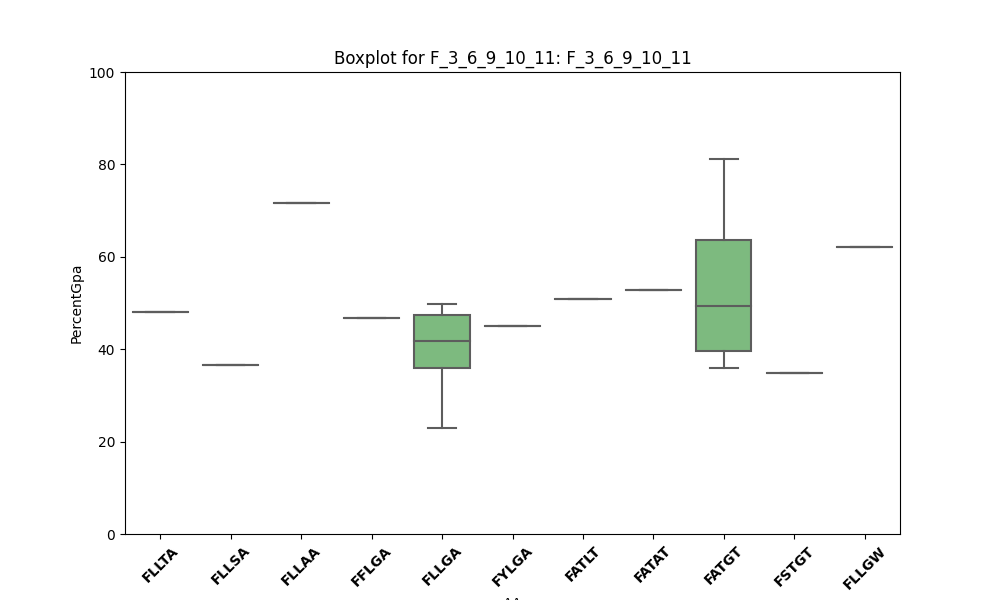 Boxplot for F_3_6_9_10_11: F_3_6_9_10_11
100
80
60
40
20
0
PercentGpa
FLLTA
FLLSA
FLLAA
FFLGA
FLLGA
FYLGA
FATLT
FATAT
FATGT
FSTGT
FLLGW